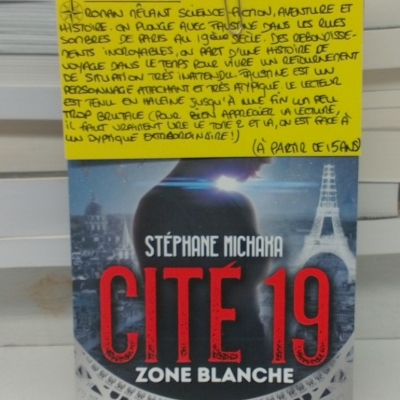 ROMAN MÊLANT SCIENCE-FICTION, AVENTURE ET
HISTOIRE. ON PLONGE AVEC FAUSTINE DANS LES RUES
SOMBRES DE PARIS AU 19ème SIÈCLE. DES REBONDISSE-
MENTS INCROYABLES, ON PART D'UNE HISTOIRE DE
VOYAGE DANS LE TEMPS POUR VIVRE UN RETOURNEMENT
DE SITUATION TRÈS INATTENDU. FAUSTINE EST UN
PERSONNAGE ATTACHANT ET TRÈS ATYPIQUE. LE LECTEUR
EST TENU EN HALEINE JUSQU'À UNE FIN UN PEU
TROP BRUTALE (POUR BIEN APPRÉCIER LA LECTURE,
IL FAUT VRAIMENT LIRE LE TOME 2 ET LÀ, ON EST FACE À
UN DYPTIQUE EXTRAORDINAIRE!)
(À PARTIR DE 15 ANS)
STÉPHANE MICHAKA
CITÉ 19
ZONE BLANCHE